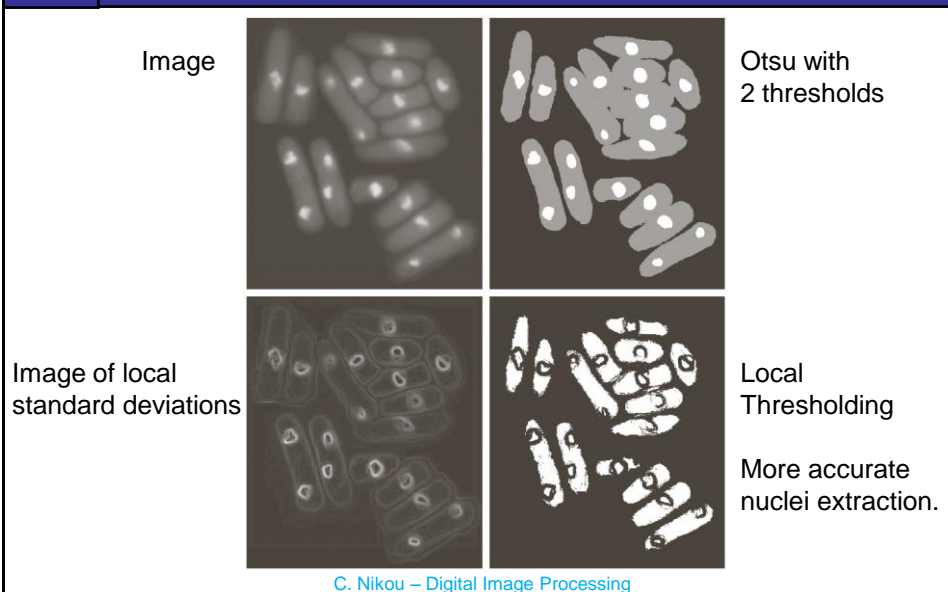 Image
Otsu with
2 thresholds
Image of local
standard deviations
Local
Thresholding
More accurate
nuclei extraction.
C. Nikou – Digital Image Processing